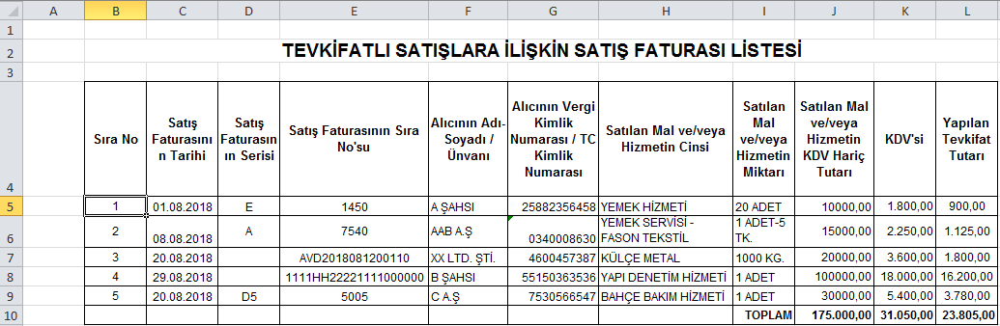 A B C D E F G H I J K L
1
2 TEVKİFATLI SATIŞLARA İLİŞKİN SATIŞ FATURASI LİSTESİ
3
4 Sıra No Satış Faturasını n Tarihi Satış Faturasın ın Serisi Satış Faturasının Sıra No'su Alıcının Adı-Soyadı / Ünvanı Alıcının Vergi Kimlik Numarası / TC Kimlik Numarası Satılan Mal ve/veya Hizmetin Cinsi Satılan Mal ve/veya Hizmetin Miktarı Satılan Mal ve/veya Hizmetin KDV Hariç Tutarı KDV'si Yapılan Tevkifat Tutarı
5 1 01.08.2018 E 1450 A ŞAHSI 25882356458 YEMEK HİZMETİ 20 ADET 10000,00 1.800,00 900,00
6 2 08.08.2018 A 7540 AAB A.Ş 0340008630 YEMEK SERVİSİ - FASON TEKSTİL 1 ADET-5 TK. 15000,00 2.250,00 1.125,00
7 3 20.08.2018 AVD2018081200110 XX LTD. ŞTİ. 4600457387 KÜLÇE METAL 1000 KG. 20000,00 3.600,00 1.800,00
8 4 29.08.2018 1111HH22221111000000 B ŞAHSI 55150363536 YAPI DENETİM HİZMETİ 1 ADET 100000,00 18.000,00 16.200,00
9 5 20.08.2018 D5 5005 C A.Ş 7530566547 BAHÇE BAKIM HİZMETİ 1 ADET 30000,00 5.400,00 3.780,00
10 TOPLAM 175.000,00 31.050,00 23.805,00